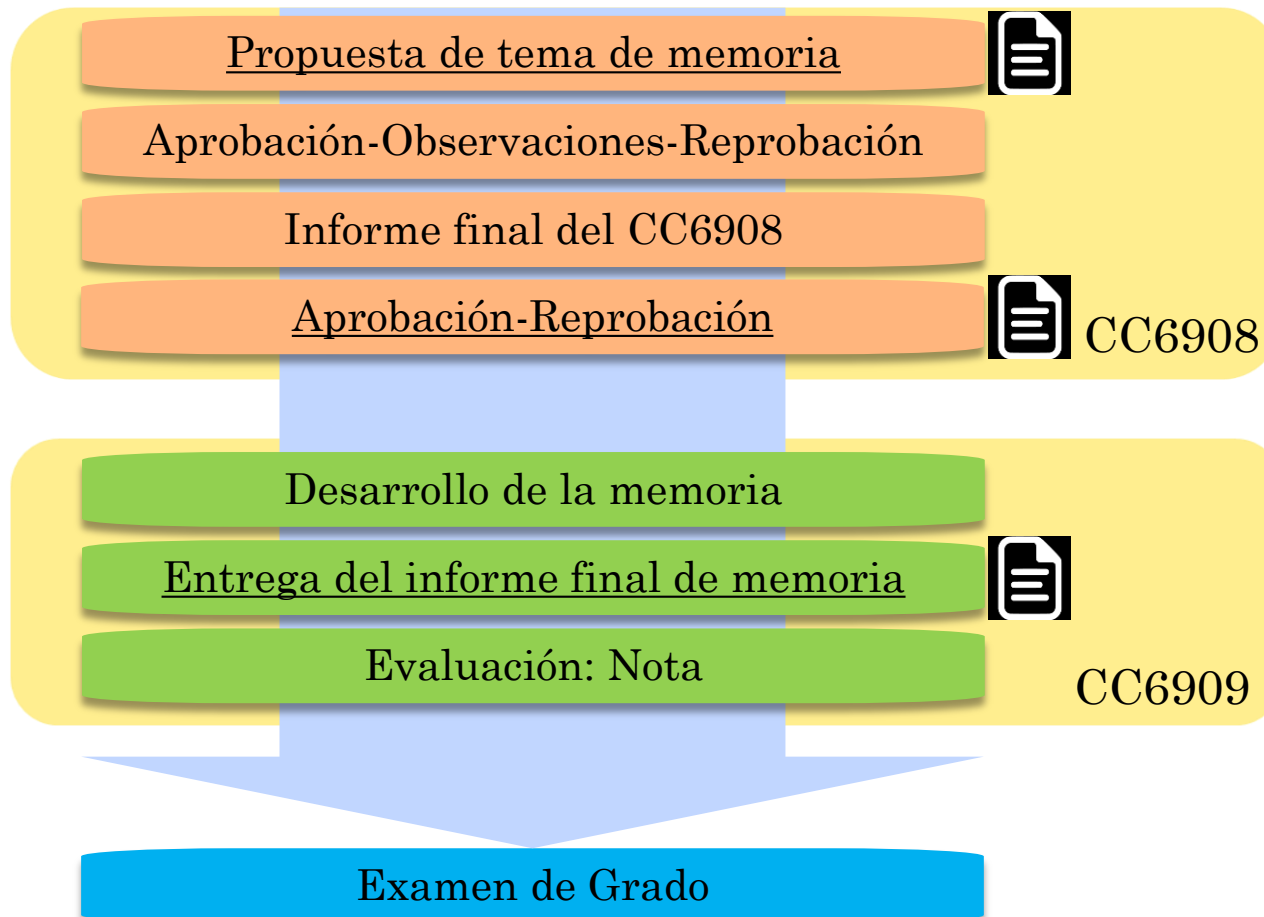 Propuesta de tema de memoria
Aprobación-Observaciones-Reprobación
Informe final del CC6908
Aprobación-Reprobación
CC6908
Desarrollo de la memoria
Entrega del informe final de memoria
Evaluación: Nota
CC6909
Examen de Grado